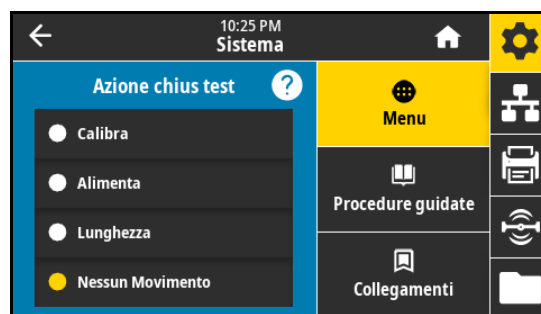 10:25 PM
Sistema
Azione chius test
?
Calibra
Alimenta
Lunghezza
Nessun Movimento
Menu
Procedure guidate
Collegamenti